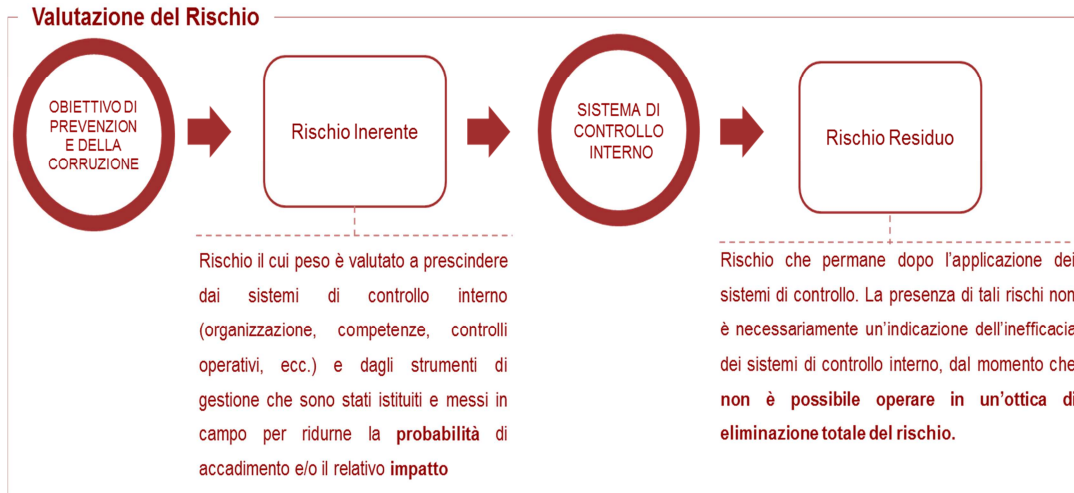 Valutazione del Rischio
OBIETTIVO DI
PREVENZION
E DELLA
CORRUZIONE
Rischio Inerente
SISTEMA DI
CONTROLLO
INTERNO
Rischio Residuo
Rischio il cui peso è valutato a prescindere
dai sistemi di controllo interno
(organizzazione, competenze, controlli
operativi, ecc.) e dagli strumenti di
gestione che sono stati istituiti e messi in
campo per ridurne la probabilità di
accadimento e/o il relativo impatto
Rischio che permane dopo l'applicazione dei
sistemi di controllo. La presenza di tali rischi non
è necessariamente un'indicazione dell'inefficacia
dei sistemi di controllo interno, dal momento che
non è possibile operare in un'ottica di
eliminazione totale del rischio.